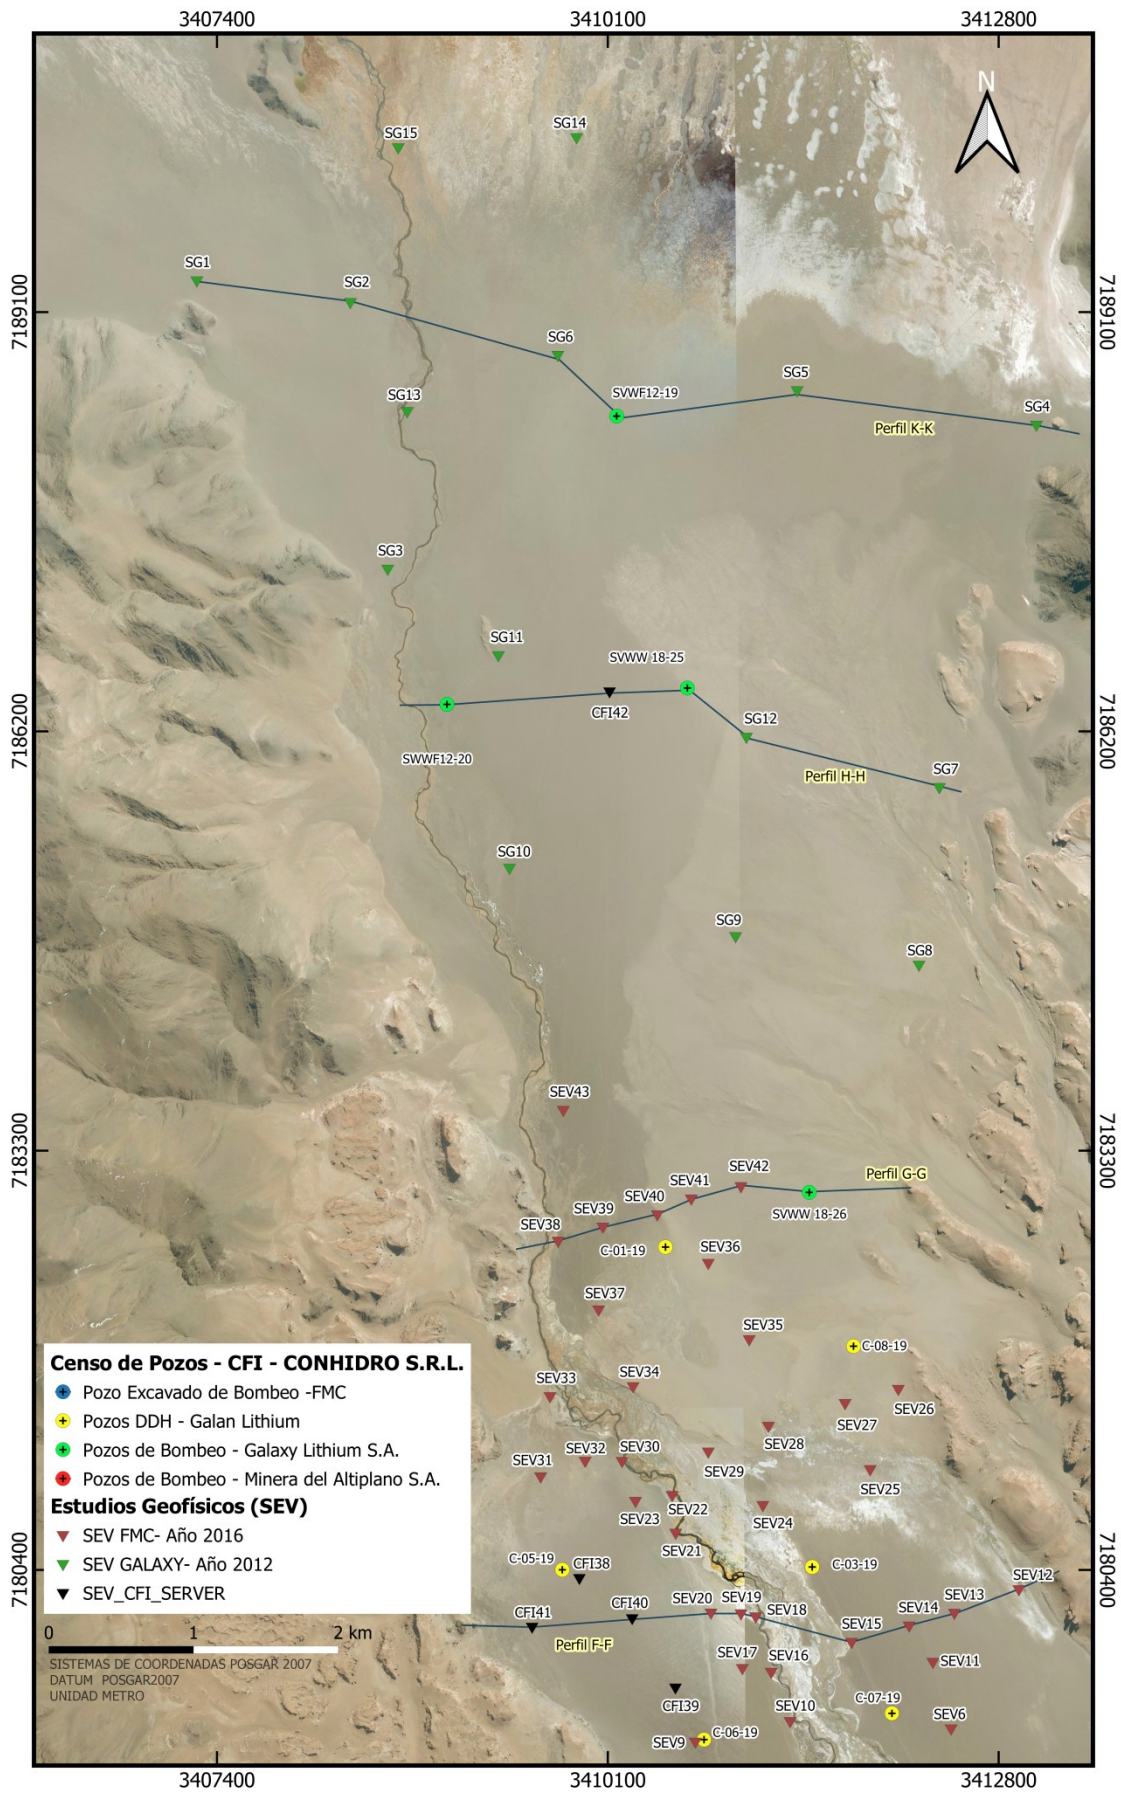 3407400
3410100
3412800
N
SG14
SG15
SG1
SG2
7189100
7189100
SG6
SG5
SVWF12-19
SG13
SG4
Perfil K-K
SG3
SG11
SVWW 18-25
CFI42
SG12
7186200
7186200
SWWF12-20
Perfil H-H
SG7
SG10
SG9
SG8
SEV43
7183300
7183300
SEV42
Perfil G-G
SEV41
SEV40
SEV39
SEV38
SVWW 18-26
C-01-19
SEV36
SEV37
SEV35
C-08-19
SEV34
SEV33
SEV26
SEV27
SEV28
SEV32
SEV30
SEV31
SEV29
SEV25
SEV22
SEV23
SEV24
SEV21
C-05-19
CFI38
C-03-19
7180400
7180400
SEV12
SEV20
SEV19
SEV18
SEV13
SEV14
SEV15
CFI40
CFI41
Perfil F-F
SEV17
SEV16
SEV11
CFI39
SEV10
C-07-19
SEV6
SEV9
C-06-19
Censo de Pozos - CFI - CONHIDRO S.R.L.
Pozo Excavado de Bombeo -FMC
Pozos DDH - Galan Lithium
Pozos de Bombeo - Galaxy Lithium S.A.
Pozos de Bombeo - Minera del Altiplano S.A.
Estudios Geofísicos (SEV)
SEV FMC- Año 2016
SEV GALAXY- Año 2012
SEV_CFI_SERVER
0 1 2 km
SISTEMAS DE COORDENADAS POSGAR 2007
DATUM POSGAR2007
UNIDAD METRO
3407400
3410100
3412800